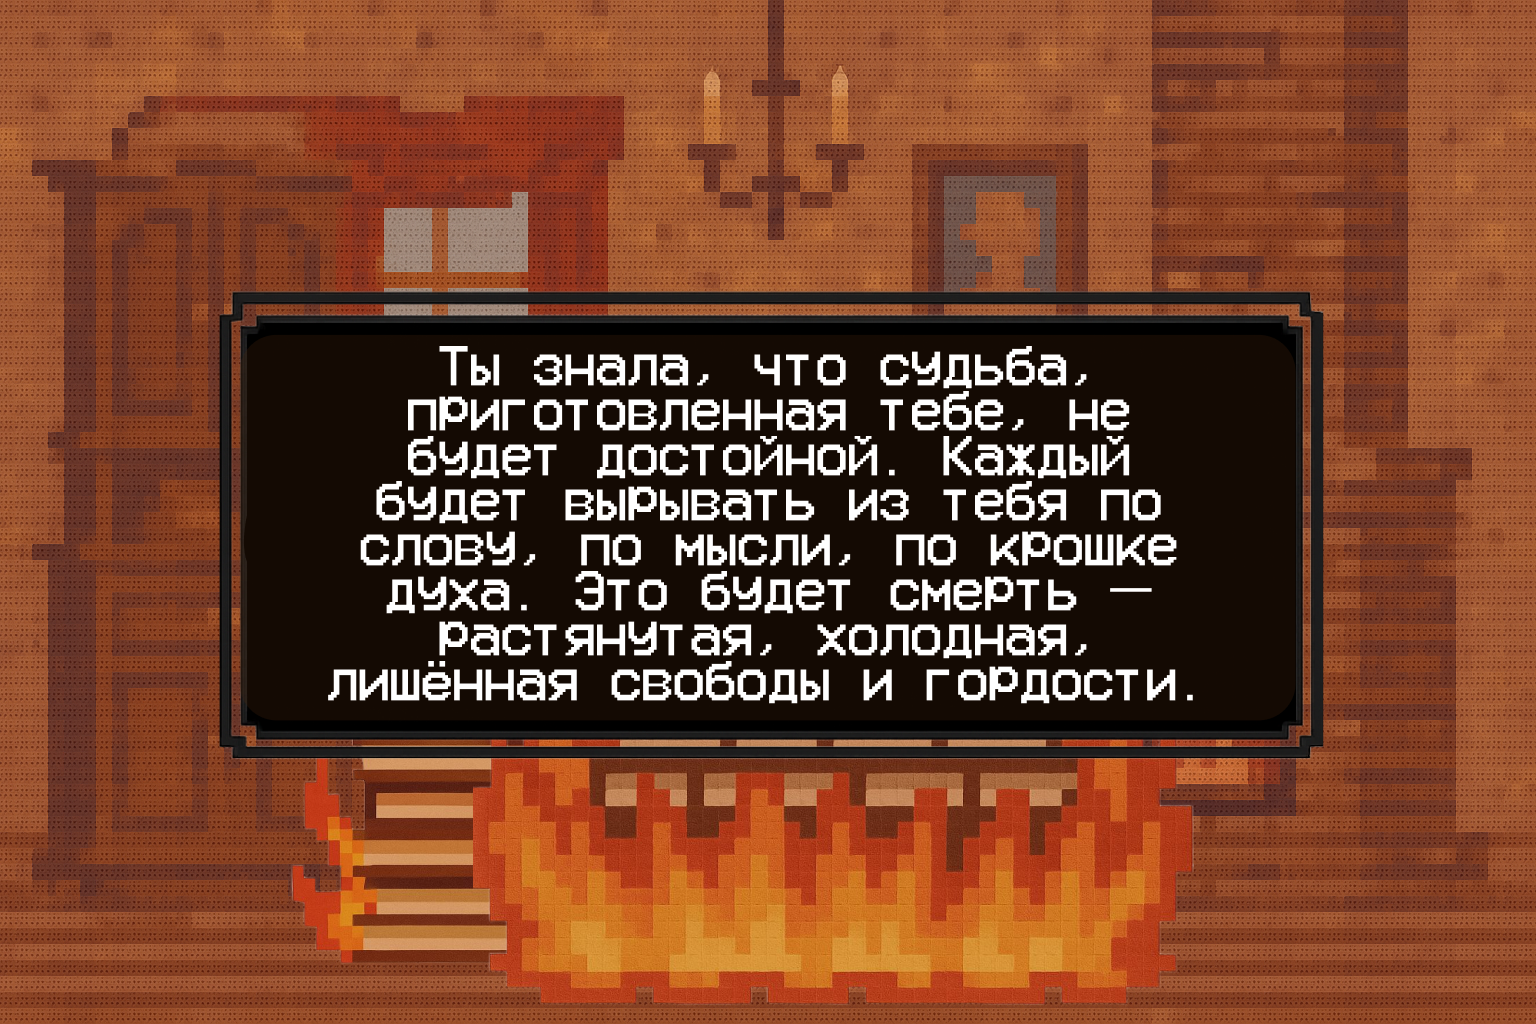 Ты знала, что судьба,
приготовленная тебе, не
будет достойной. Каждый
будет вырывать из тебя по
слову, по мысли, по крошке
духа. Это будет смерть —
растянутая, холодная,
лишённая свободы и гордости.